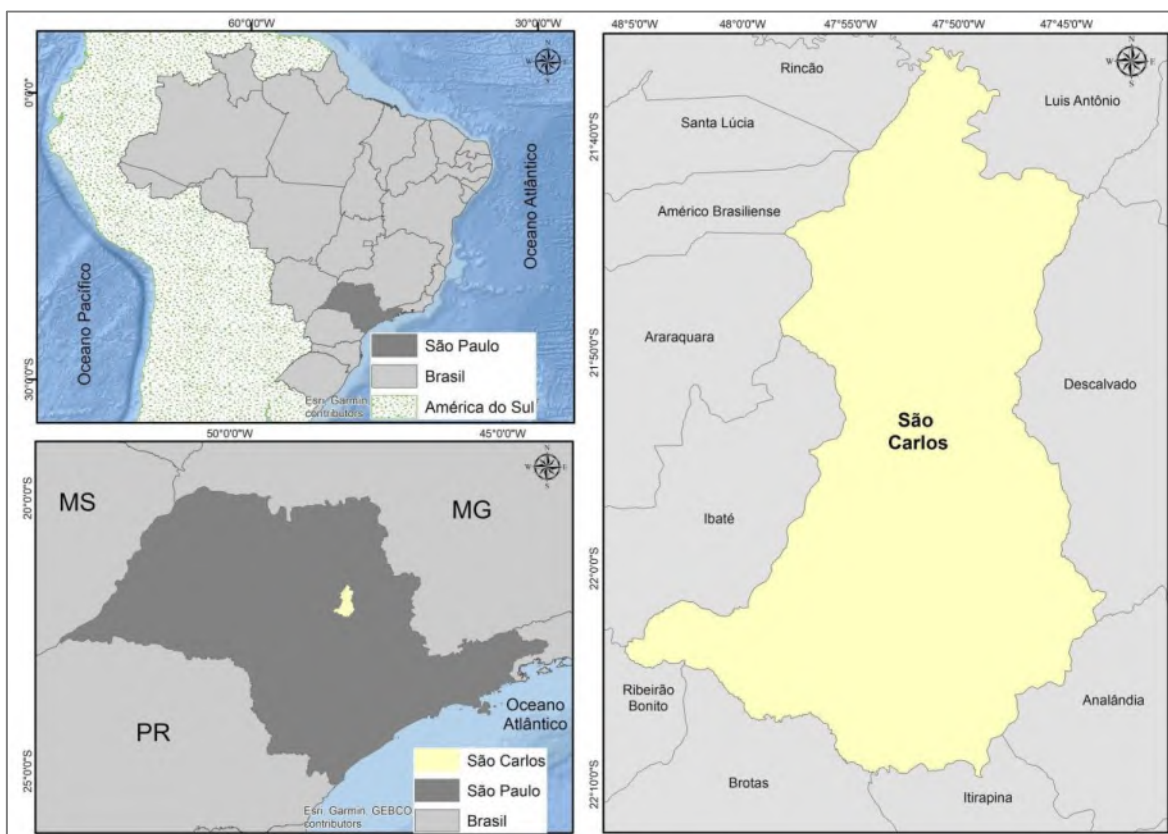 60°0'0"W
30°0'0"W
0°0'0"
30°0'0"S
N
W
E
S
Oceano Pacífico
Oceano Atlântico
São Paulo
Brasil
América do Sul
Esri, Garmin,
contributors
50°0'0"W
45°0'0"W
20°0'0"S
25°0'0"S
N
W
E
S
MS
MG
PR
Oceano
Atlântico
São Carlos
São Paulo
Brasil
Esri, Garmin, GEBCO,
contributors
48°5'0"W
48°0'0"W
47°55'0"W
47°50'0"W
47°45'0"W
21°40'0"S
21°50'0"S
22°0'0"S
22°10'0"S
N
W
E
S
Rincão
Luis Antônio
Santa Lúcia
Américo Brasiliense
Araraquara
Descalvado
São
Carlos
Ibaté
Ribeirão
Bonito
Analândia
Brotas
Itirapina